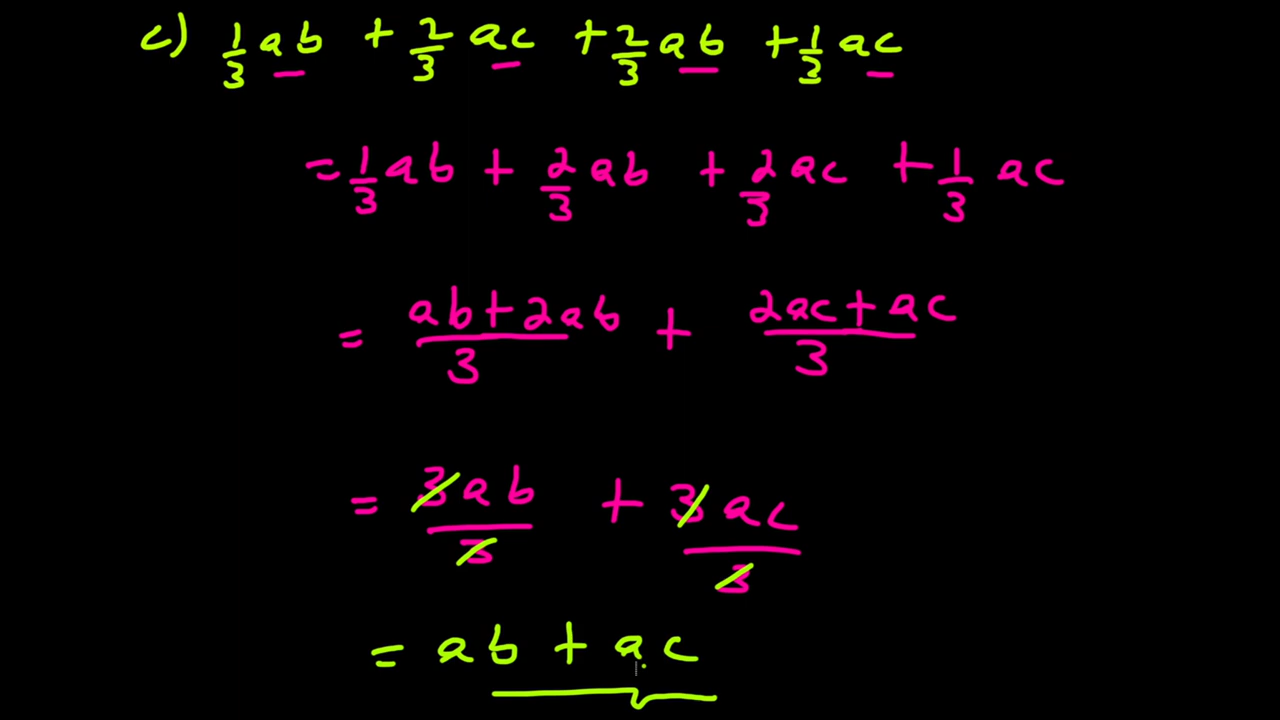 c) 1/3 ab + 2/3 ac + 2/3 ab + 1/3 ac
= 1/3 ab + 2/3 ab + 2/3 ac + 1/3 ac
= ab+2ab/3 + 2ac+ac/3
= 3ab/3 + 3ac/3
= ab + ac